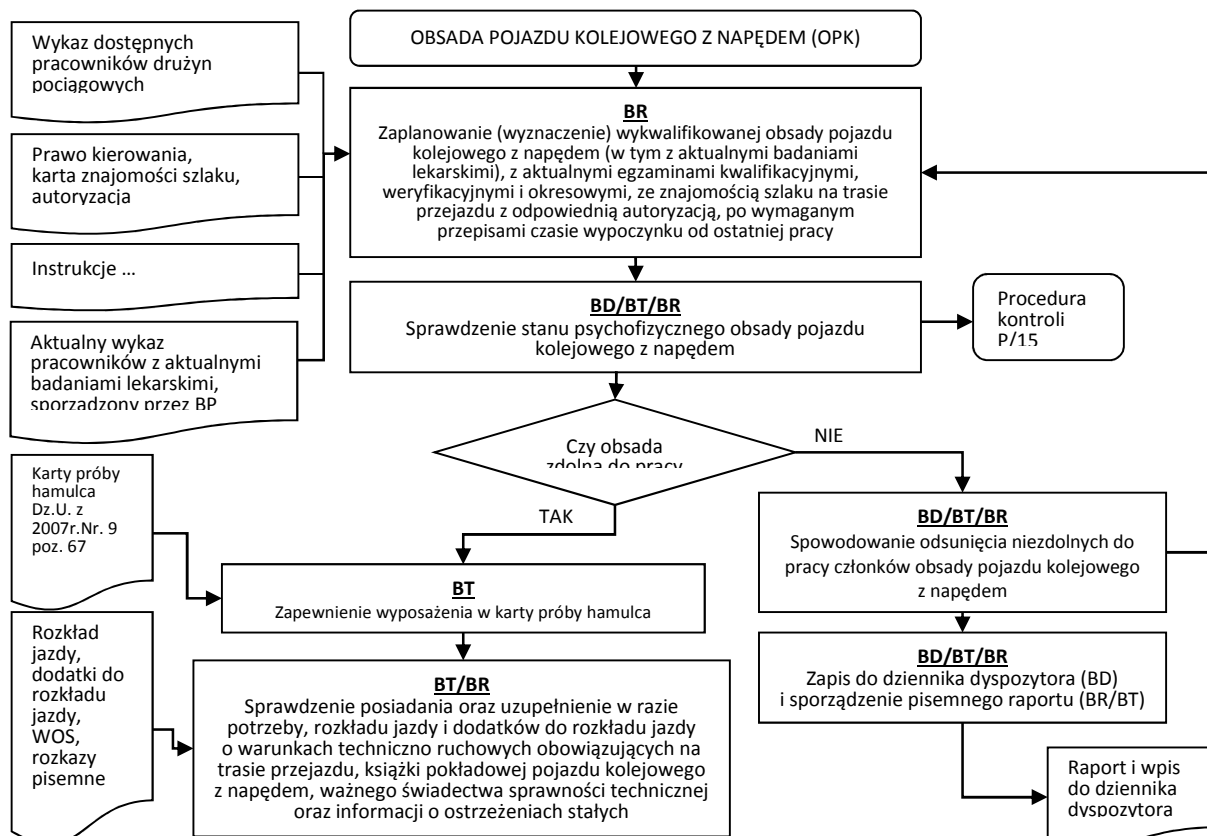 OBSADA POJAZDU KOLEJOWEGO Z NAPĘDEM (OPK)
Wykaz dostępnych
pracowników drużyn
pociągowych
Prawo kierowania,
karta znajomości szlaku,
autoryzacja
Instrukcje ...
Aktualny wykaz
pracowników z aktualnymi
badaniami lekarskimi,
sporządzony przez BP
BR
Zaplanowanie (wyznaczenie) wykwalifikowanej obsady pojazdu
kolejowego z napędem (w tym z aktualnymi badaniami
lekarskimi), z aktualnymi egzaminami kwalifikacyjnymi,
weryfikacyjnymi i okresowymi, ze znajomością szlaku na trasie
przejazdu z odpowiednią autoryzacją, po wymaganym
przepisami czasie wypoczynku od ostatniej pracy
BD/BT/BR
Sprawdzenie stanu psychofizycznego obsady pojazdu
kolejowego z napędem
Procedura
kontroli
P/15
Czy obsada
zdolna do pracy
NIE
TAK
Karty próby
hamulca
Dz.U. z
2007r.Nr. 9
poz. 67
BT
Zapewnienie wyposażenia w karty próby hamulca
BD/BT/BR
Spowodowanie odsunięcia niezdolnych do
pracy członków obsady pojazdu kolejowego
z napędem
Rozkład
jazdy,
dodatki do
rozkładu
jazdy,
WOS,
rozkazy
pisemne
BT/BR
Sprawdzenie posiadania oraz uzupełnienie w razie
potrzeby, rozkładu jazdy i dodatków do rozkładu jazdy
o warunkach techniczno ruchowych obowiązujących na
trasie przejazdu, książki pokładowej pojazdu kolejowego
z napędem, ważnego świadectwa sprawności technicznej
oraz informacji o ostrzeżeniach stałych
BD/BT/BR
Zapis do dziennika dyspozytora (BD)
i sporządzenie pisemnego raportu (BR/BT)
Raport i wpis
do dziennika
dyspozytora